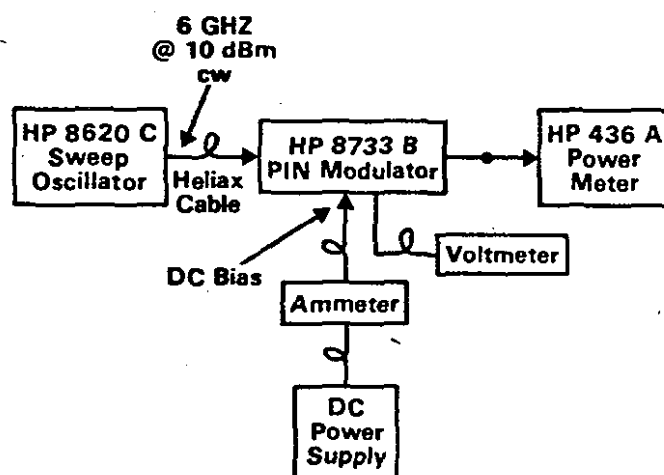 6 GHZ
@ 10 dBm
cw
HP 8620 C
Sweep
Oscillator
Heliax
Cable
HP 8733 B
PIN Modulator
HP 436 A
Power
Meter
DC Bias
Voltmeter
Ammeter
DC
Power
Supply